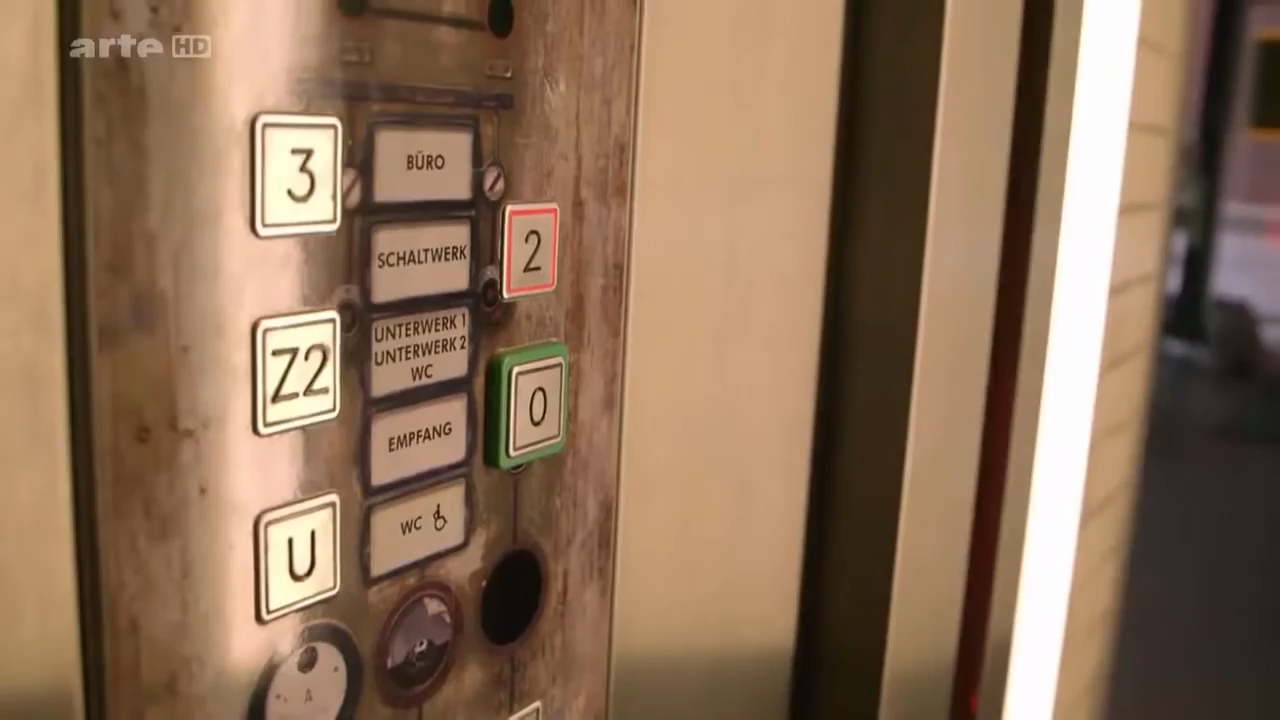 arte HD
3
BÜRO
SCHALTWERK
2
UNTERWERK 1
UNTERWERK 2
WC
Z2
EMPFANG
0
WC
U
A